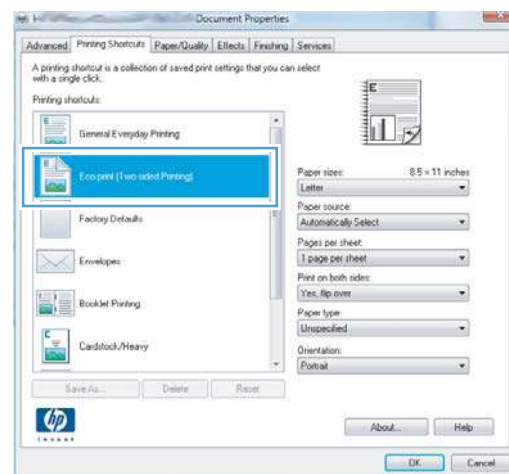 Document Properties
Advanced Printing Shortcuts Paper/Quality Effects Finishing Services
A printing shortcut is a collection of saved print settings that you can select
with a single click.
Printing shortcuts:
General Everyday Printing
Eco-print (Two-sided Printing)
Factory Defaults
Envelopes
Booklet Printing
Cardstock/Heavy
Save As... Delete Reset
E
Paper sizes: 8.5 × 11 inches
Letter
Paper source:
Automatically Select
Pages per sheet:
1 page per sheet
Print on both sides:
Yes, flip over
Paper type:
Unspecified
Orientation:
Portrait
hp
invent
About... Help
OK Cancel